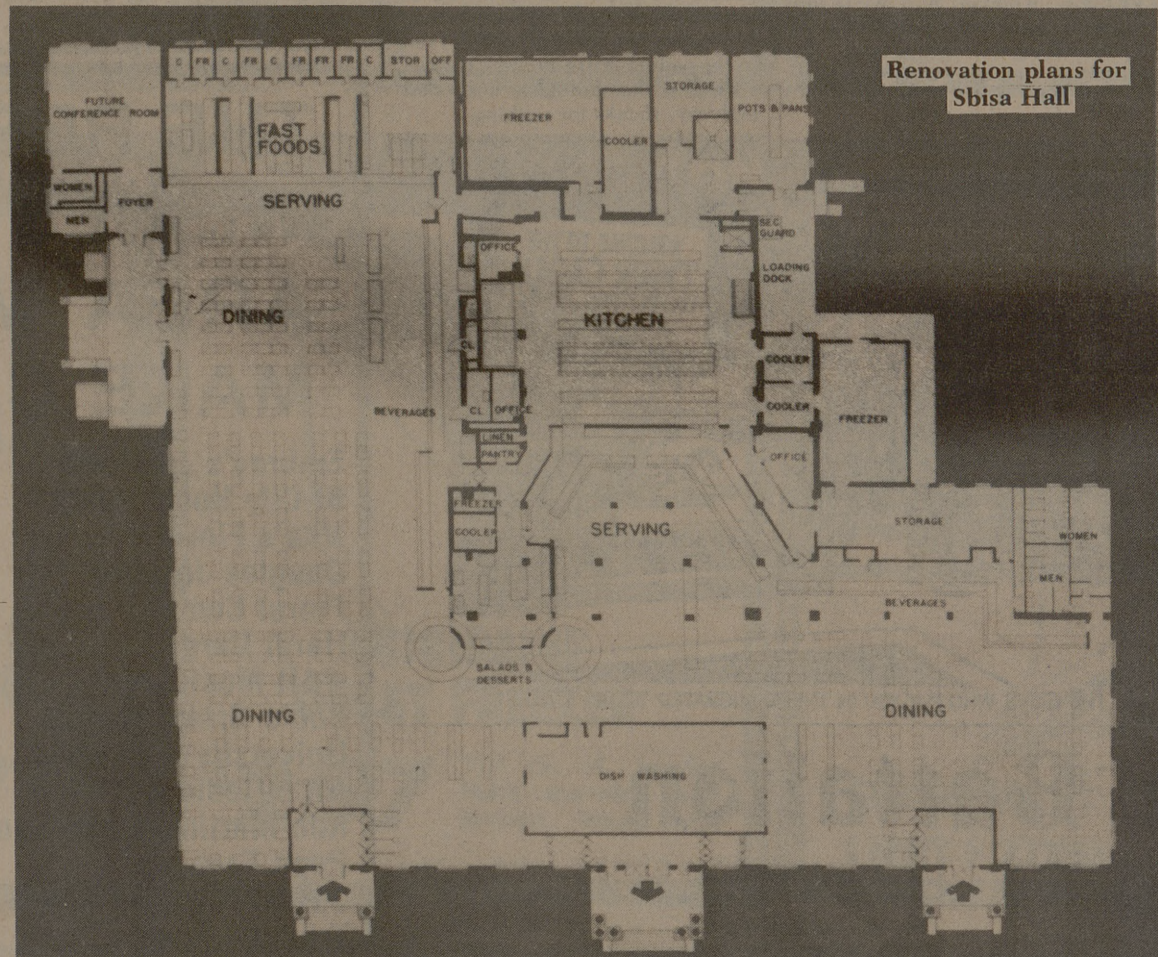 Renovation plans for
Sbisa Hall
C FR C FR C FR FR FR C STOR OFF
FUTURE
CONFERENCE ROOM
FAST
FOODS
FREEZER
COOLER
STORAGE
POTS & PANS
WOMEN
MEN
FOYER
SERVING
OFFICE
SEC.
GUARD
LOADING
DOCK
DINING
CL
KITCHEN
COOLER
COOLER
FREEZER
BEVERAGES
CL
OFFICE
LINEN
PANTRY
OFFICE
FREEZER
COOLER
SERVING
STORAGE
WOMEN
MEN
BEVERAGES
SALADS &
DESSERTS
DINING
DINING
DISH WASHING